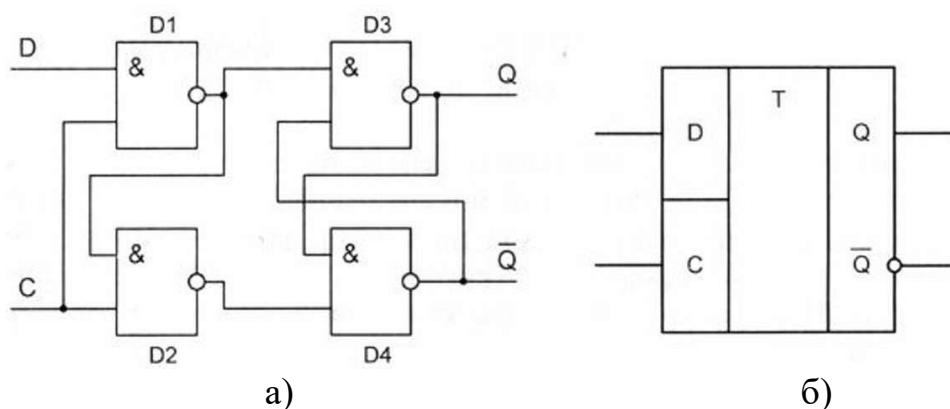 D1 D3
D & & Q
T
D Q
& & Q̅
C Q̅
C
D2 D4
а) б)